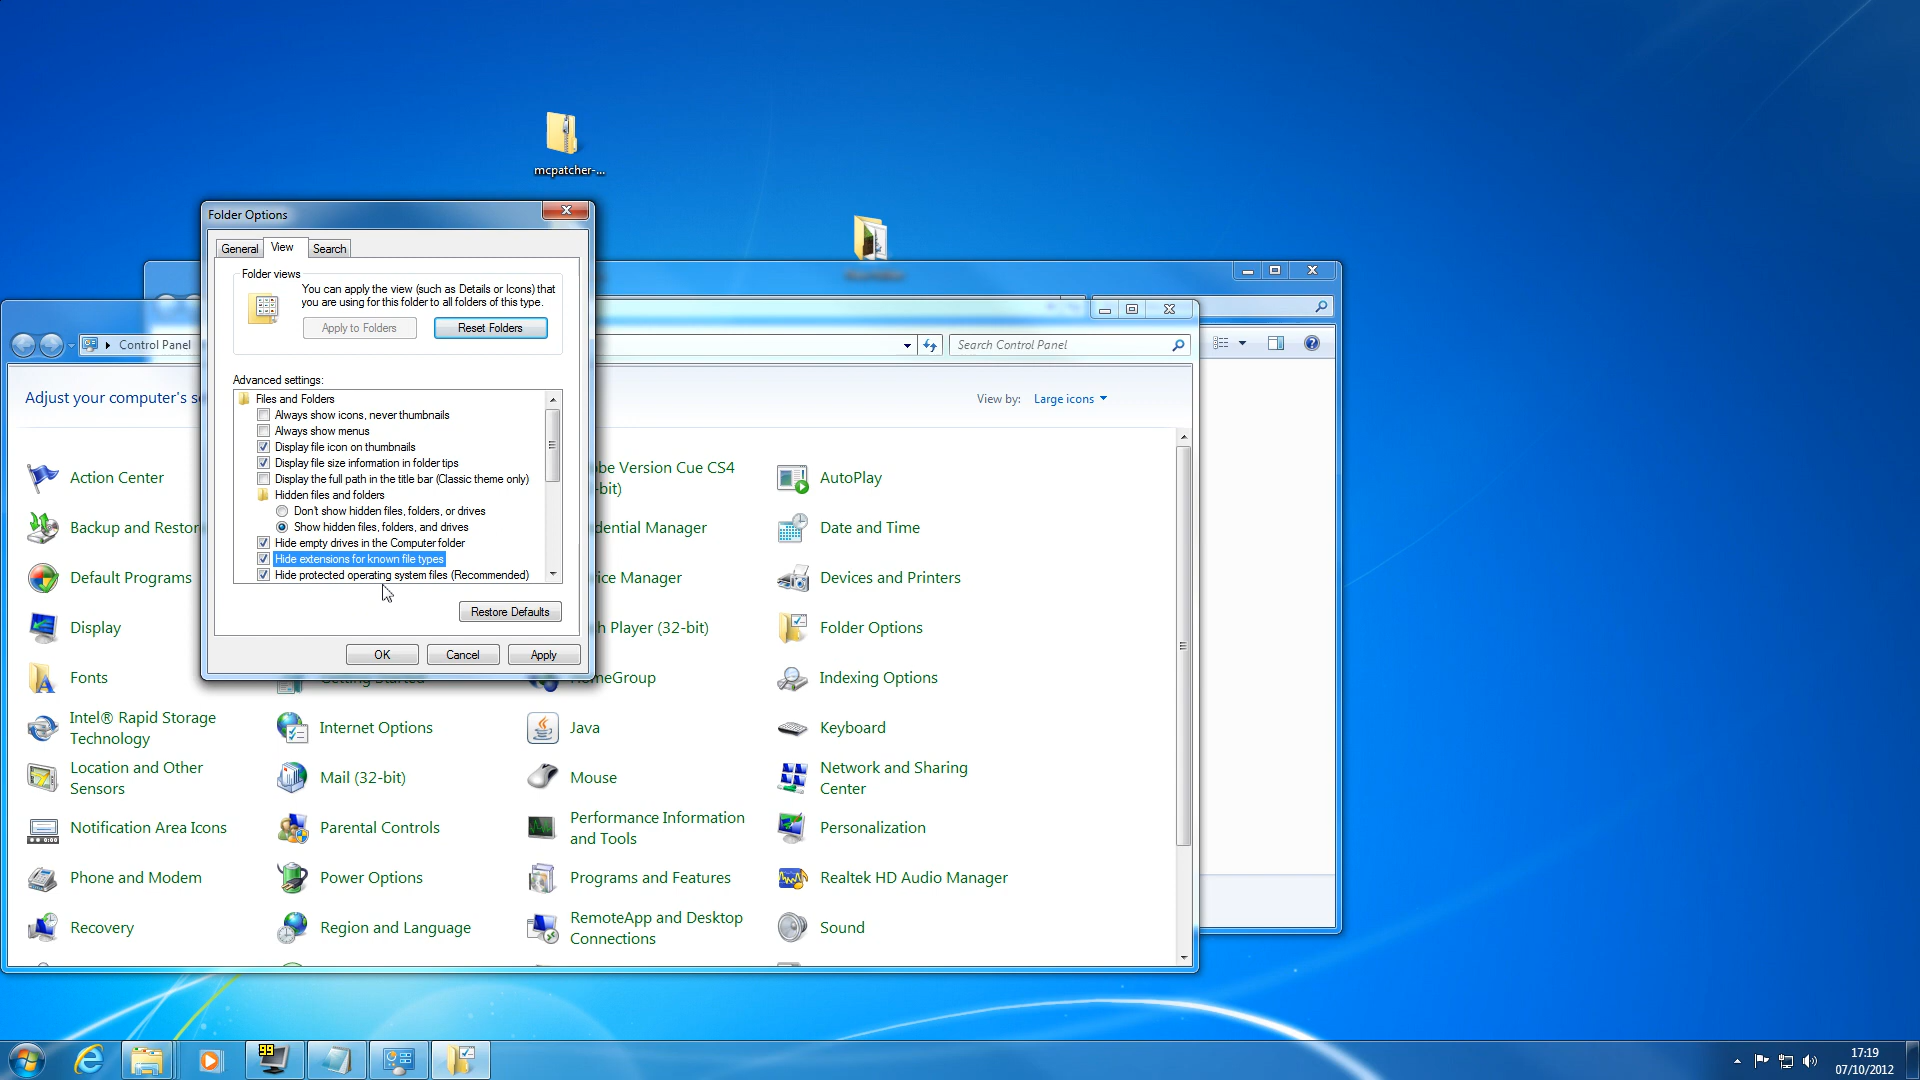 mcpatcher-...
Folder Options
General
View
Search
Folder views
You can apply the view (such as Details or Icons) that
you are using for this folder to all folders of this type.
Apply to Folders
Reset Folders
Advanced settings:
Files and Folders
Always show icons, never thumbnails
Always show menus
Display file icon on thumbnails
Display file size information in folder tips
Display the full path in the title bar (Classic theme only)
Hidden files and folders
Don't show hidden files, folders, or drives
Show hidden files, folders, and drives
Hide empty drives in the Computer folder
Hide extensions for known file types
Hide protected operating system files (Recommended)
Restore Defaults
OK
Cancel
Apply
Control Panel
Search Control Panel
Adjust your computer's s
View by:
Large icons
Action Center
be Version Cue CS4
-bit)
AutoPlay
Backup and Restor
dential Manager
Date and Time
Default Programs
ice Manager
Devices and Printers
Display
h Player (32-bit)
Folder Options
Fonts
Getting Started
meGroup
Indexing Options
Intel® Rapid Storage
Technology
Internet Options
Java
Keyboard
Location and Other
Sensors
Mail (32-bit)
Mouse
Network and Sharing
Center
Notification Area Icons
Parental Controls
Performance Information
and Tools
Personalization
Phone and Modem
Power Options
Programs and Features
Realtek HD Audio Manager
Recovery
Region and Language
RemoteApp and Desktop
Connections
Sound
99
17:19
07/10/2012